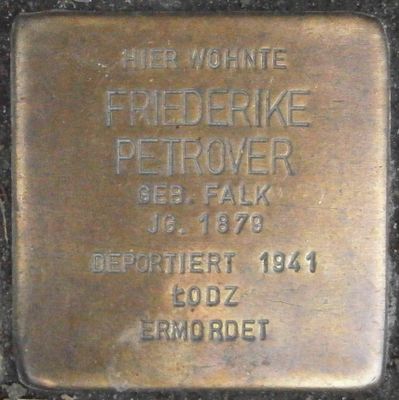 HIER WOHNTE
FRIEDERIKE
PETROVER
GEB. FALK
JG. 1879
DEPORTIERT 1941
ŁODZ
ERMORDET